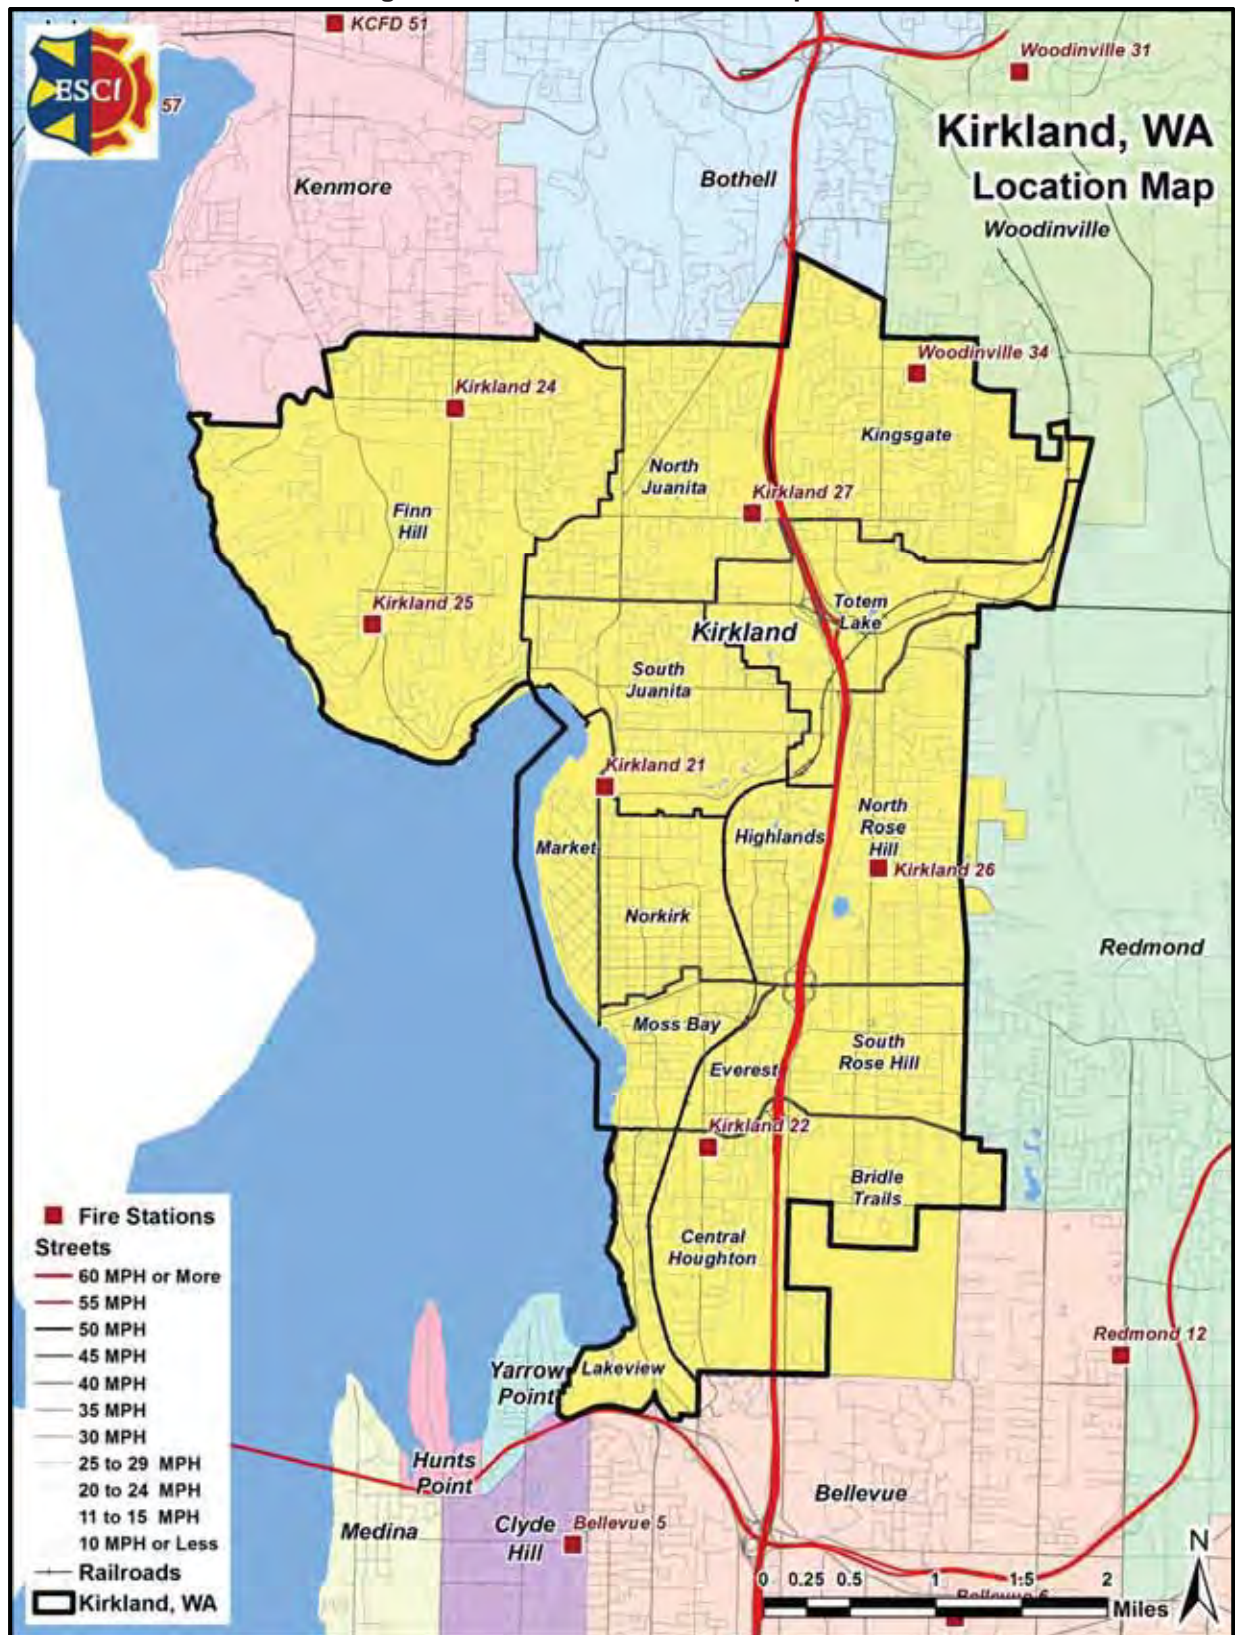 KCFD 51
Woodinville 31
ESCI
57
Kirkland, WA
Location Map
Kenmore
Bothell
Woodinville
Woodinville 34
Kirkland 24
Kingsgate
North
Juanita
Kirkland 27
Finn
Hill
Kirkland 25
Totem
Lake
Kirkland
South
Juanita
Kirkland 21
North
Rose
Hill
Highlands
Market
Kirkland 26
Norkirk
Redmond
Moss Bay
South
Rose Hill
Everest
Kirkland 22
Bridle
Trails
Central
Houghton
Fire Stations
Streets
60 MPH or More
55 MPH
50 MPH
45 MPH
40 MPH
35 MPH
30 MPH
25 to 29 MPH
20 to 24 MPH
11 to 15 MPH
10 MPH or Less
Railroads
Kirkland, WA
Redmond 12
Yarrow
Point
Lakeview
Hunts
Point
Bellevue
Medina
Clyde
Hill
Bellevue 5
N
0 0.25 0.5 1 1.5 2
Miles
Bellevue 6